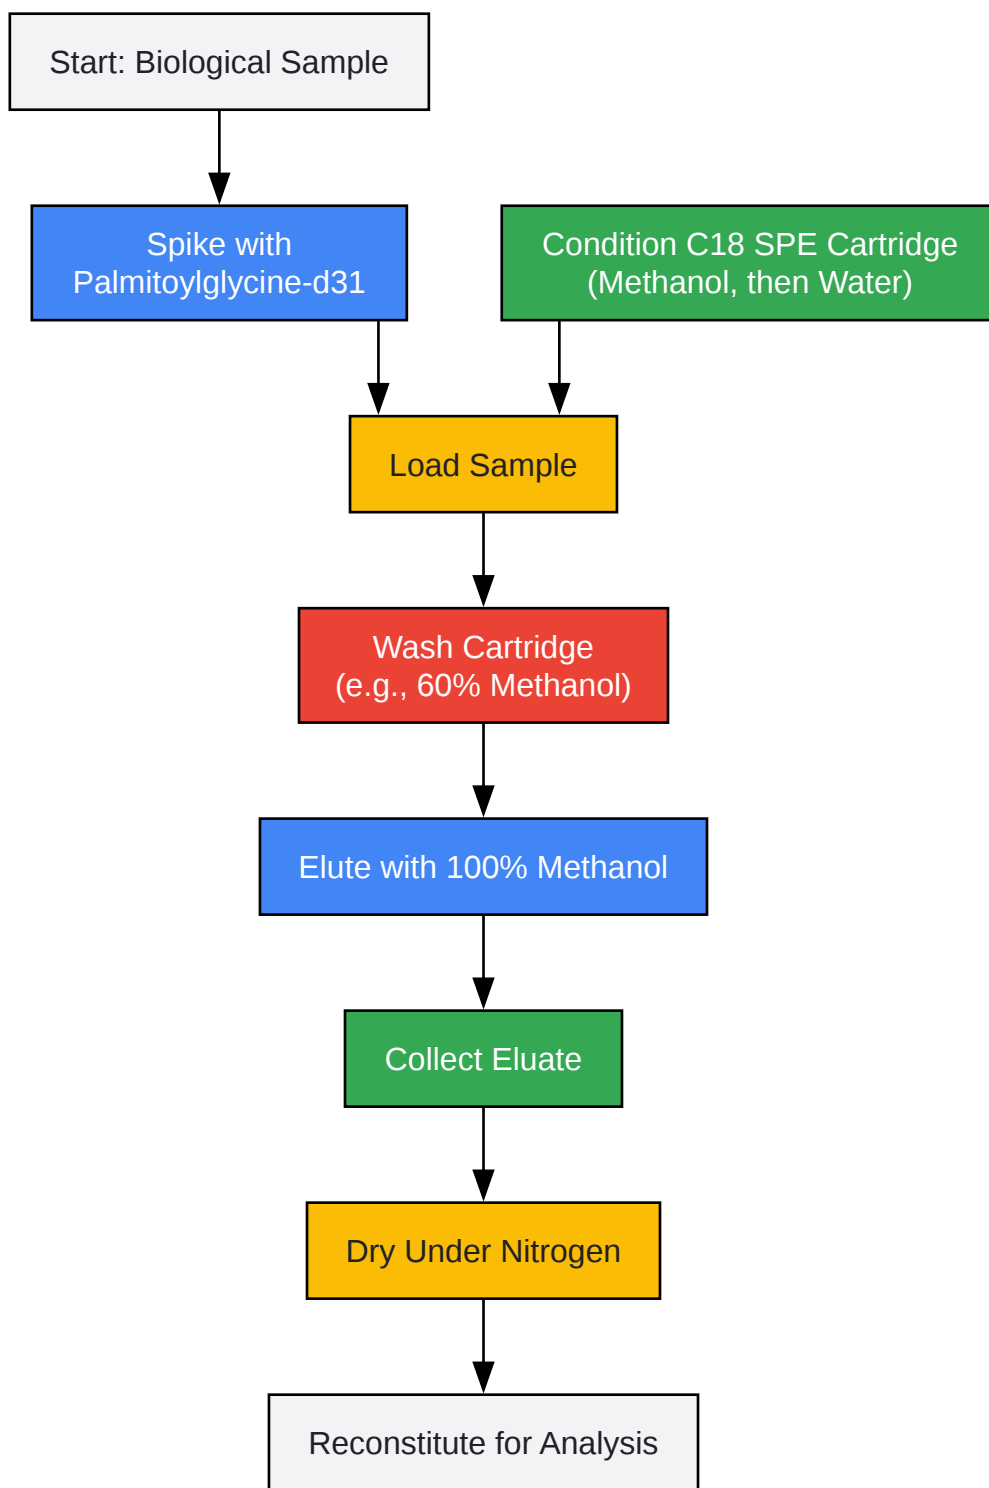 Start: Biological Sample
Spike with
Palmitoylglycine-d31
Condition C18 SPE Cartridge
(Methanol, then Water)
Load Sample
Wash Cartridge
(e.g., 60% Methanol)
Elute with 100% Methanol
Collect Eluate
Dry Under Nitrogen
Reconstitute for Analysis